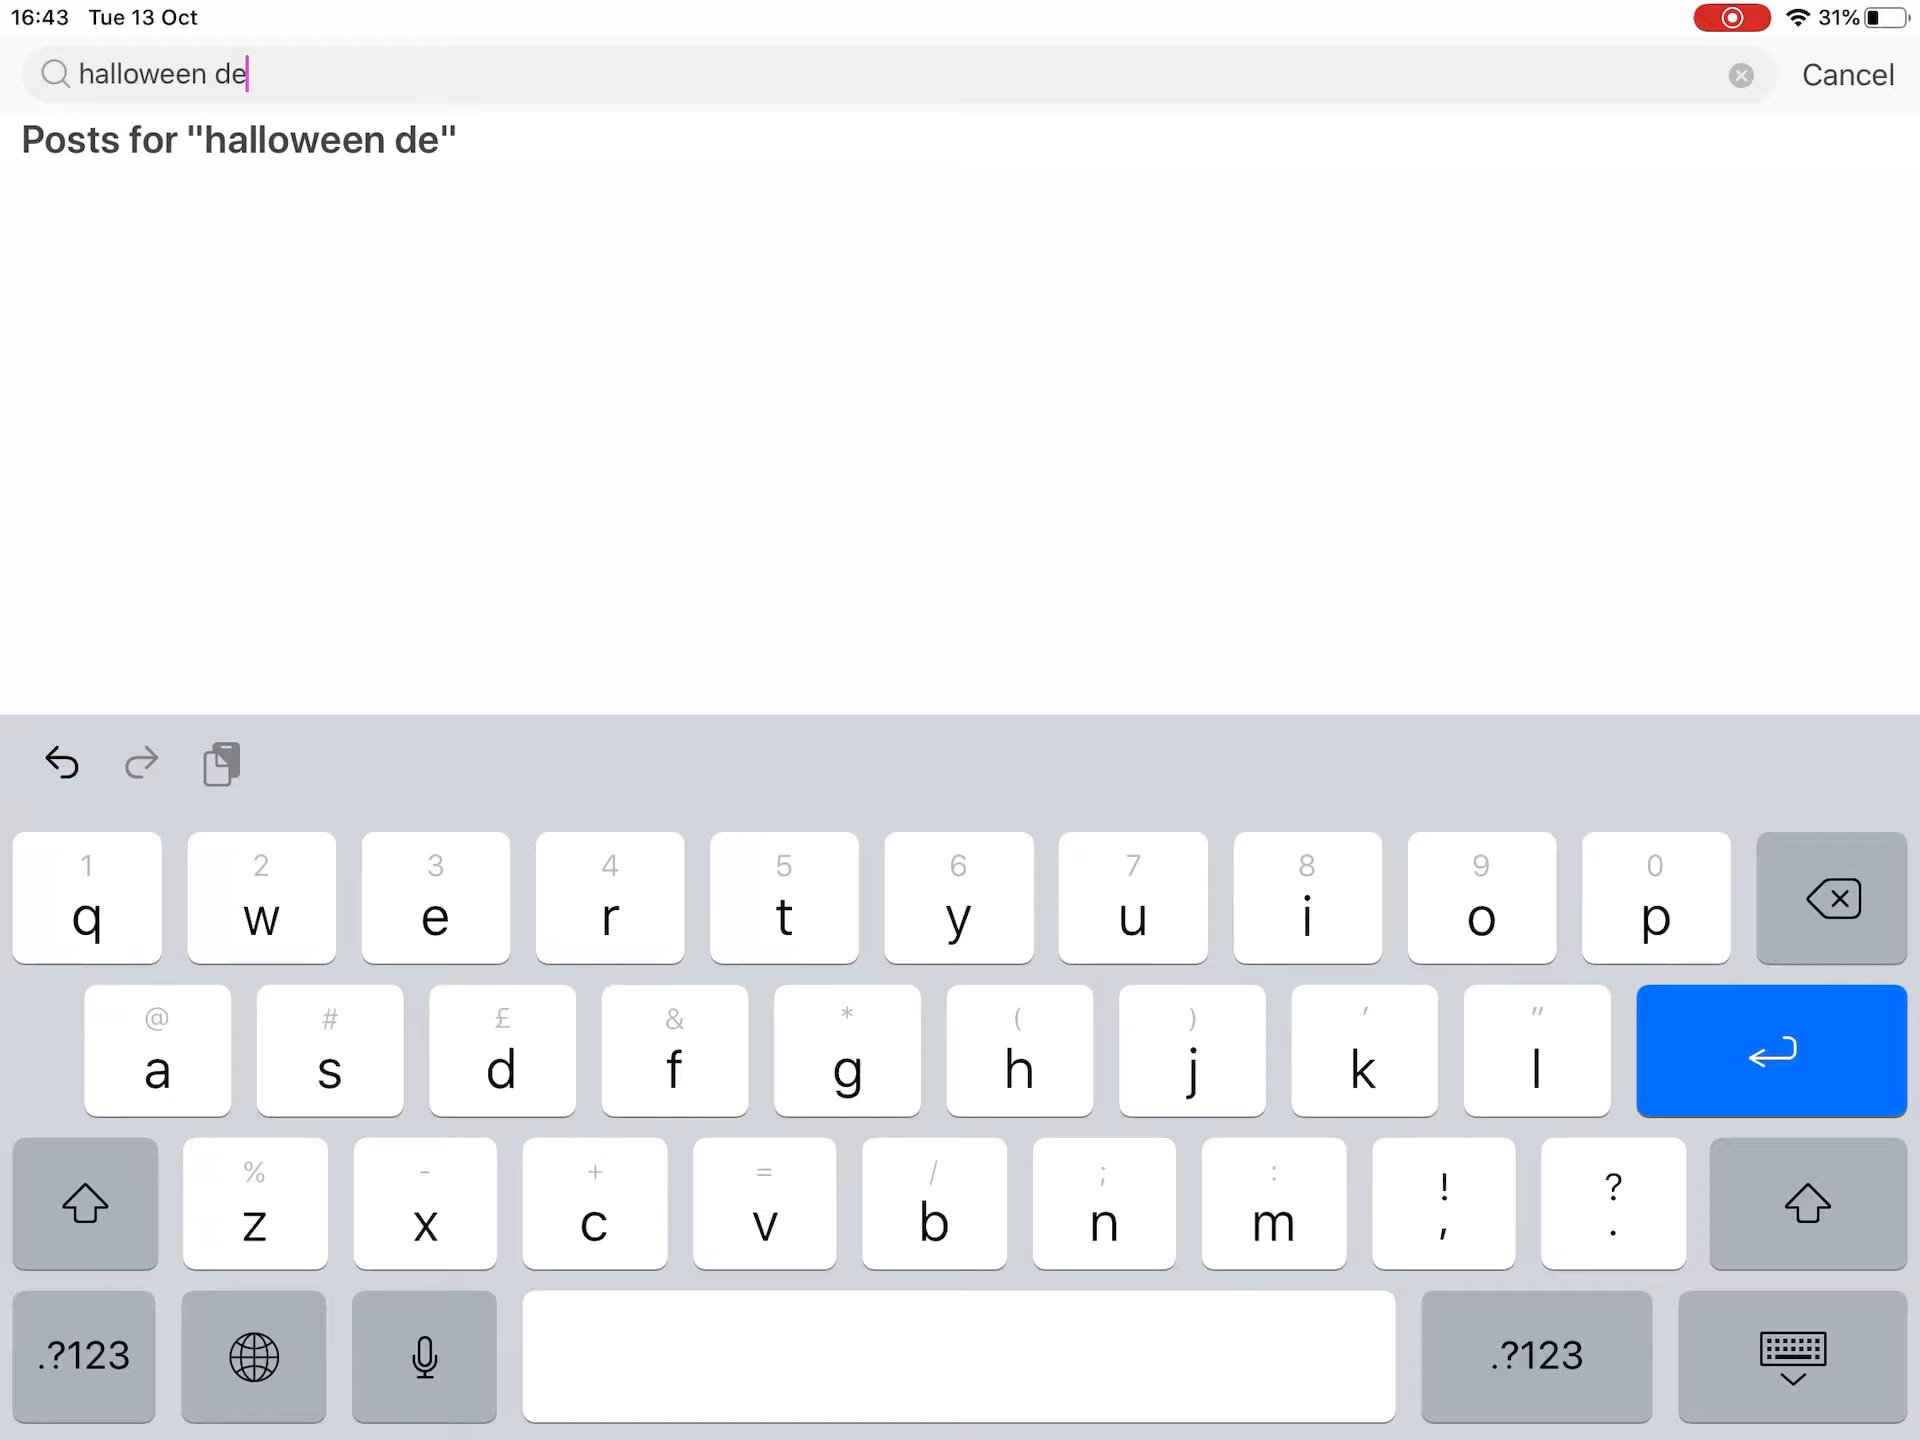 16:43 Tue 13 Oct
31%
halloween de
Cancel
Posts for "halloween de"
1 2 3 4 5 6 7 8 9 0
q w e r t y u i o p
@ # £ & * ( ) ' "
a s d f g h j k l
% - + = / ; : ! ?
z x c v b n m , .
.?123 .?123